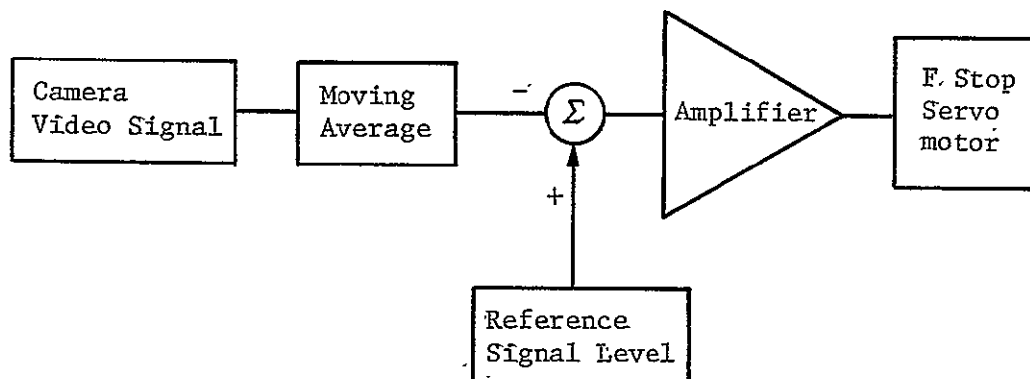 Camera
Video Signal
Moving
Average
−
Σ
+
Amplifier
F. Stop
Servo
motor
Reference
Signal Level